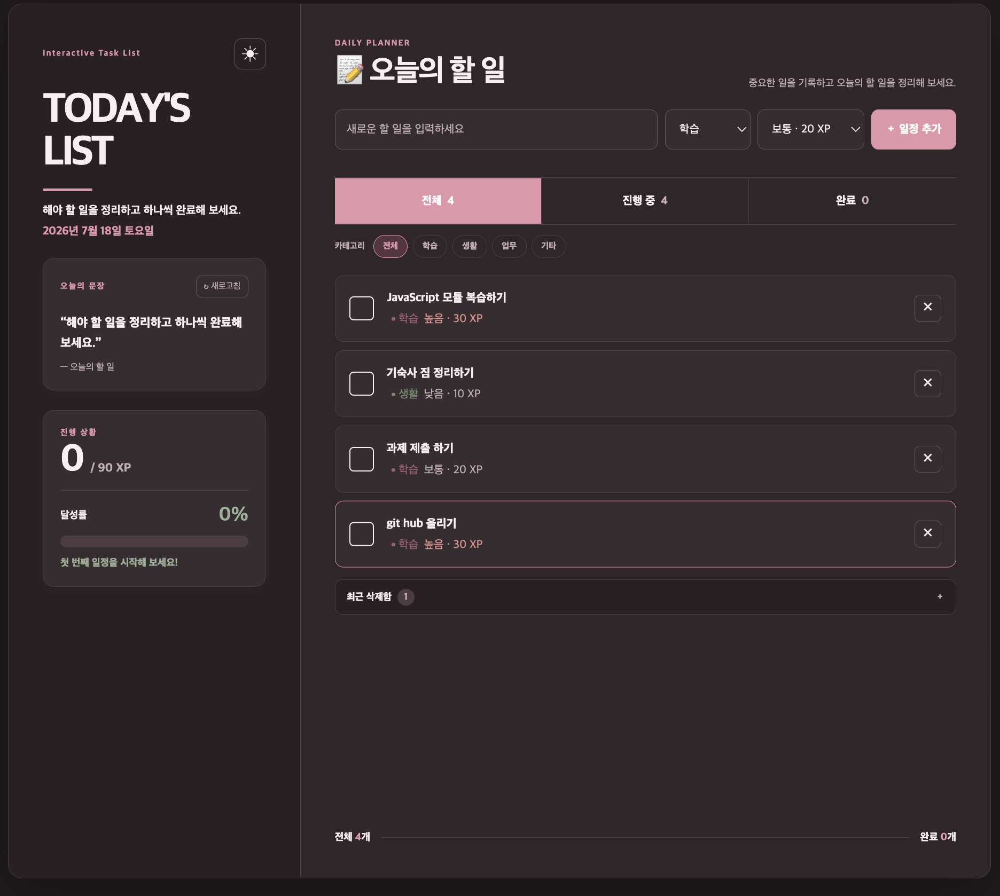 Interactive Task List
TODAY'S
LIST
해야 할 일을 정리하고 하나씩 완료해 보세요.
2026년 7월 18일 토요일
오늘의 문장
↻ 새로고침
“해야 할 일을 정리하고 하나씩 완료해
보세요.”
— 오늘의 할 일
진행 상황
0 / 90 XP
달성률 0%
첫 번째 일정을 시작해 보세요!
DAILY PLANNER
📝 오늘의 할 일
중요한 일을 기록하고 오늘의 할 일을 정리해 보세요.
새로운 할 일을 입력하세요
학습
보통 · 20 XP
+ 일정 추가
전체 4
진행 중 4
완료 0
카테고리 전체 학습 생활 업무 기타
JavaScript 모듈 복습하기
• 학습 높음 · 30 XP
기숙사 짐 정리하기
• 생활 낮음 · 10 XP
과제 제출 하기
• 학습 보통 · 20 XP
git hub 올리기
• 학습 높음 · 30 XP
최근 삭제함 1 +
전체 4개
완료 0개